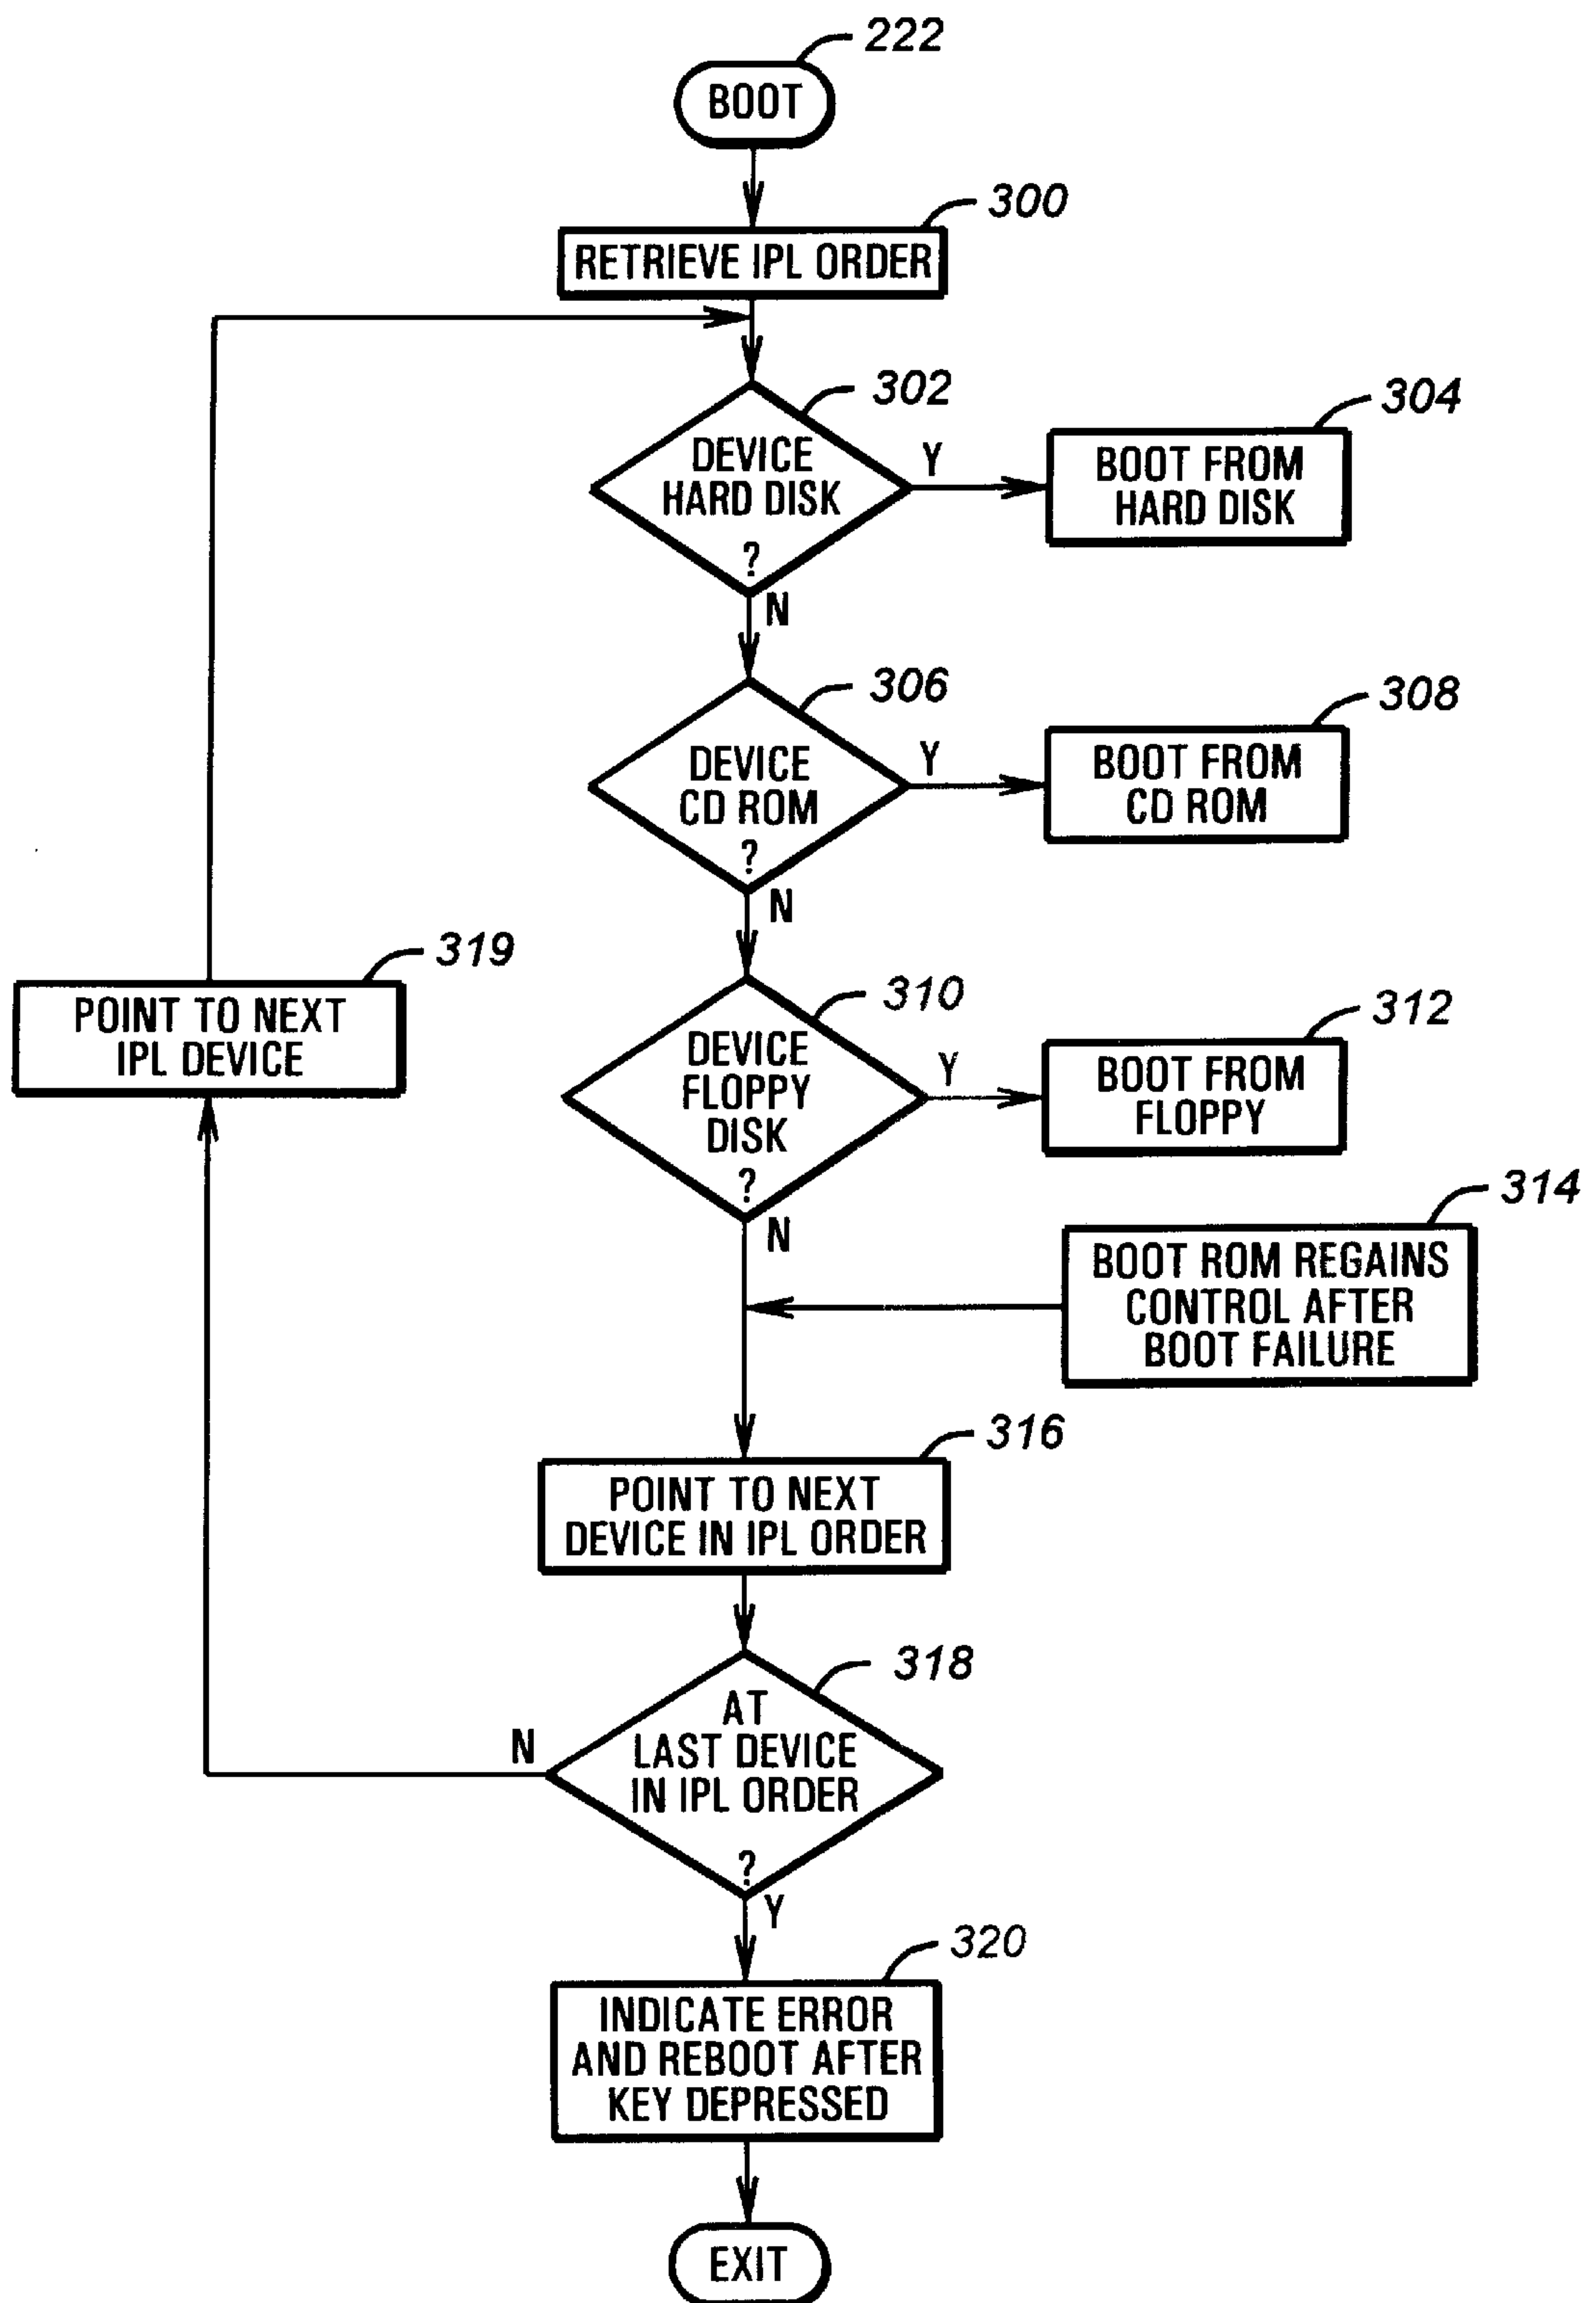 222
BOOT
300
RETRIEVE IPL ORDER
302
DEVICE
HARD DISK
?
Y
N
304
BOOT FROM
HARD DISK
306
DEVICE
CD ROM
?
Y
N
308
BOOT FROM
CD ROM
319
POINT TO NEXT
IPL DEVICE
310
DEVICE
FLOPPY
DISK
?
Y
N
312
BOOT FROM
FLOPPY
314
BOOT ROM REGAINS
CONTROL AFTER
BOOT FAILURE
316
POINT TO NEXT
DEVICE IN IPL ORDER
318
AT
LAST DEVICE
IN IPL ORDER
?
N
Y
320
INDICATE ERROR
AND REBOOT AFTER
KEY DEPRESSED
EXIT